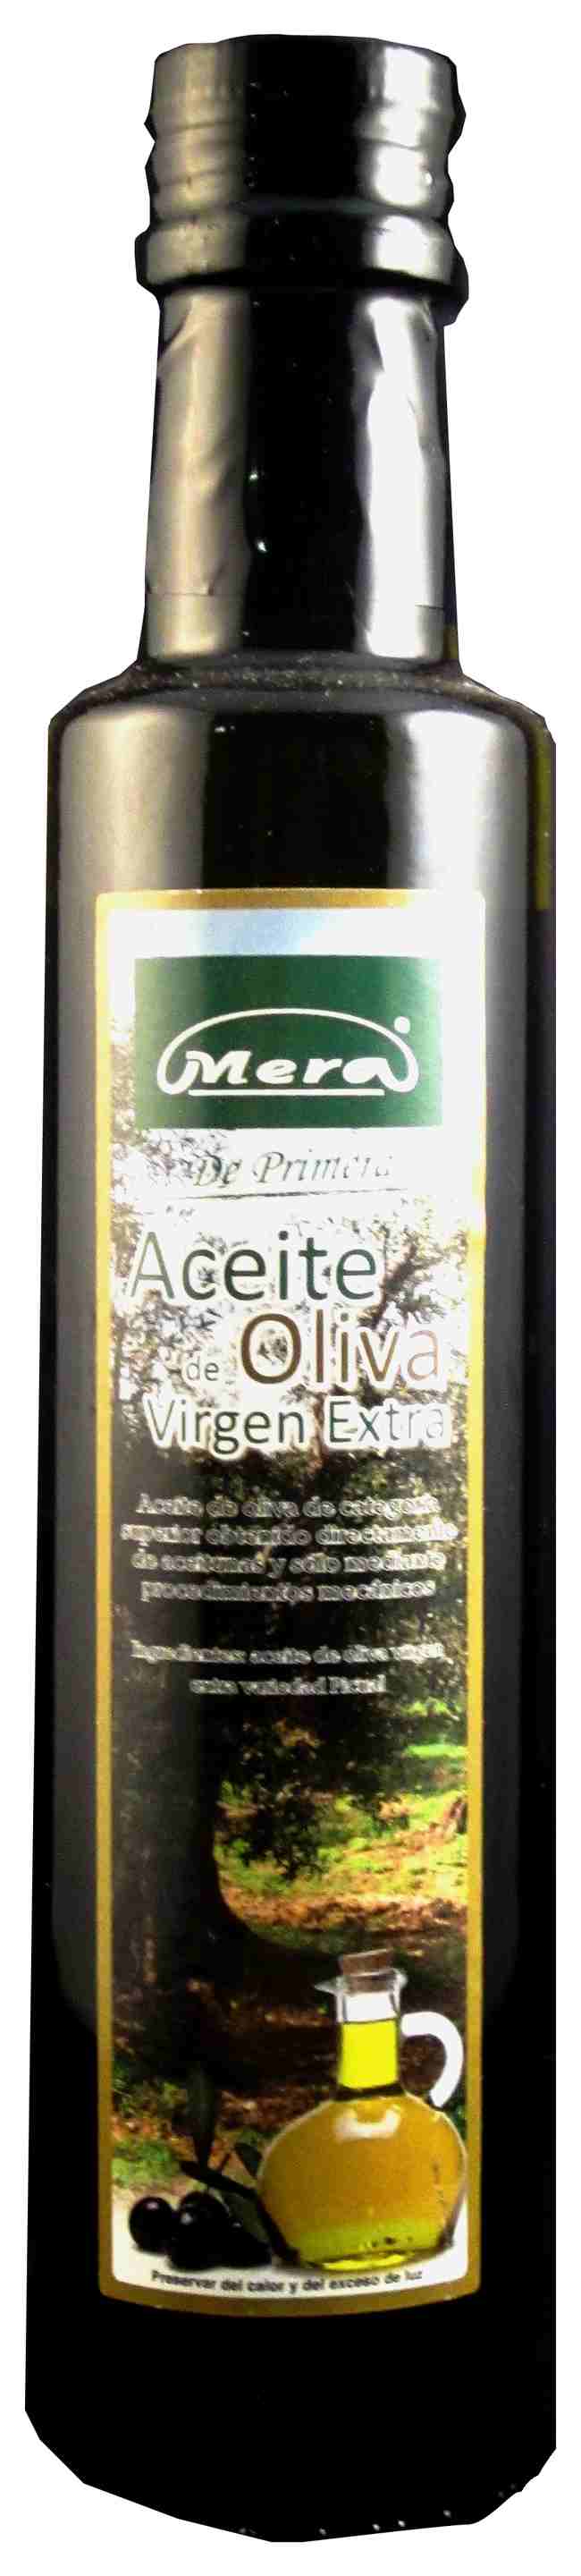 Mera
De Primera
Aceite
de Oliva
Virgen Extra
Aceite de oliva de categoría
superior obtenido directamente
de aceitunas y sólo mediante
procedimientos mecánicos
Ingredientes: aceite de oliva virgen
extra variedad Picual
Preservar del calor y del exceso de luz